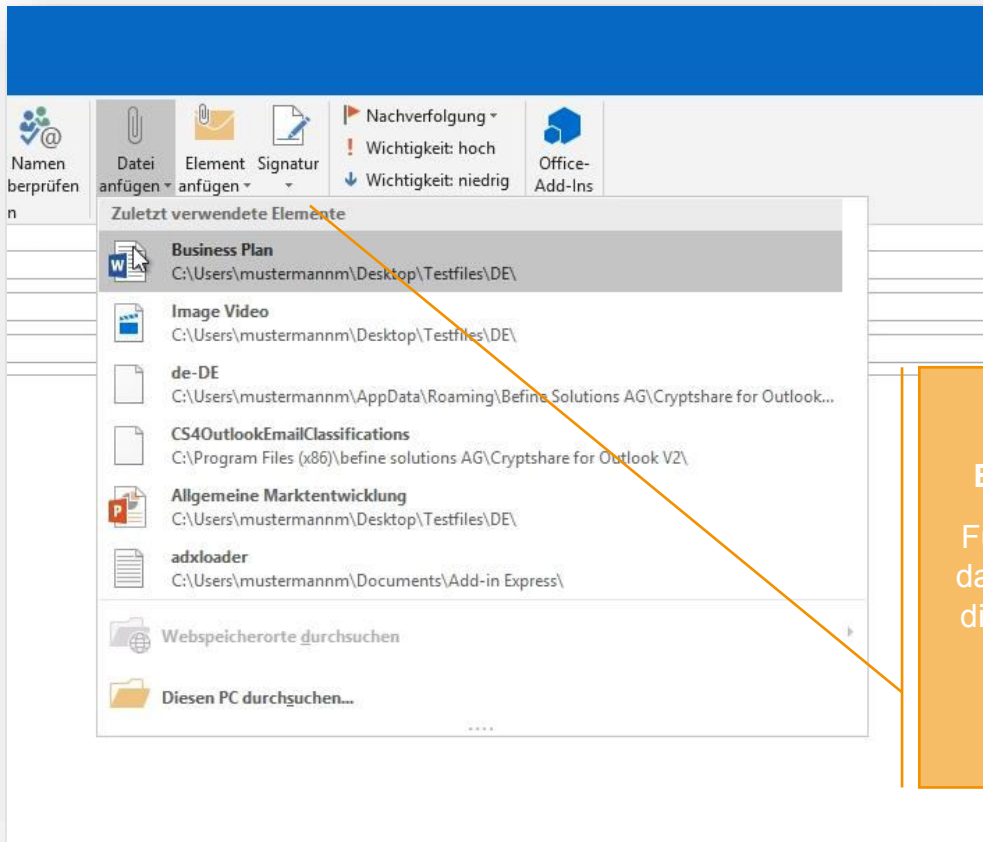 Namen
berprüfen
n
Datei
anfügen
Element
anfügen
Signatur
Nachverfolgung
Wichtigkeit: hoch
Wichtigkeit: niedrig
Office-
Add-Ins
Zuletzt verwendete Elemente
Business Plan
C:\Users\mustermannm\Desktop\Testfiles\DE\
Image Video
C:\Users\mustermannm\Desktop\Testfiles\DE\
de-DE
C:\Users\mustermannm\AppData\Roaming\Befine Solutions AG\Cryptshare for Outlook...
CS4OutlookEmailClassifications
C:\Program Files (x86)\befine solutions AG\Cryptshare for Outlook V2\
Allgemeine Marktentwicklung
C:\Users\mustermannm\Desktop\Testfiles\DE\
adxloader
C:\Users\mustermannm\Documents\Add-in Express\
Webspeicherorte durchsuchen
Diesen PC durchsuchen...